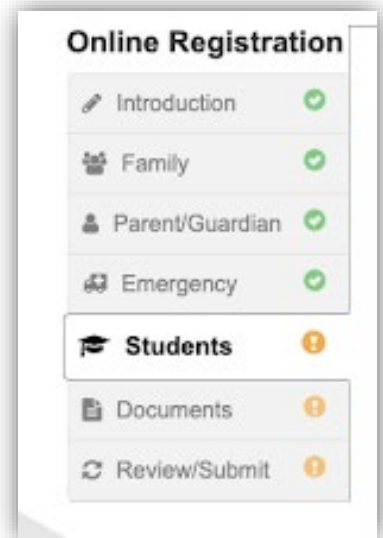 Online Registration
Introduction
Family
Parent/Guardian
Emergency
Students
Documents
Review/Submit